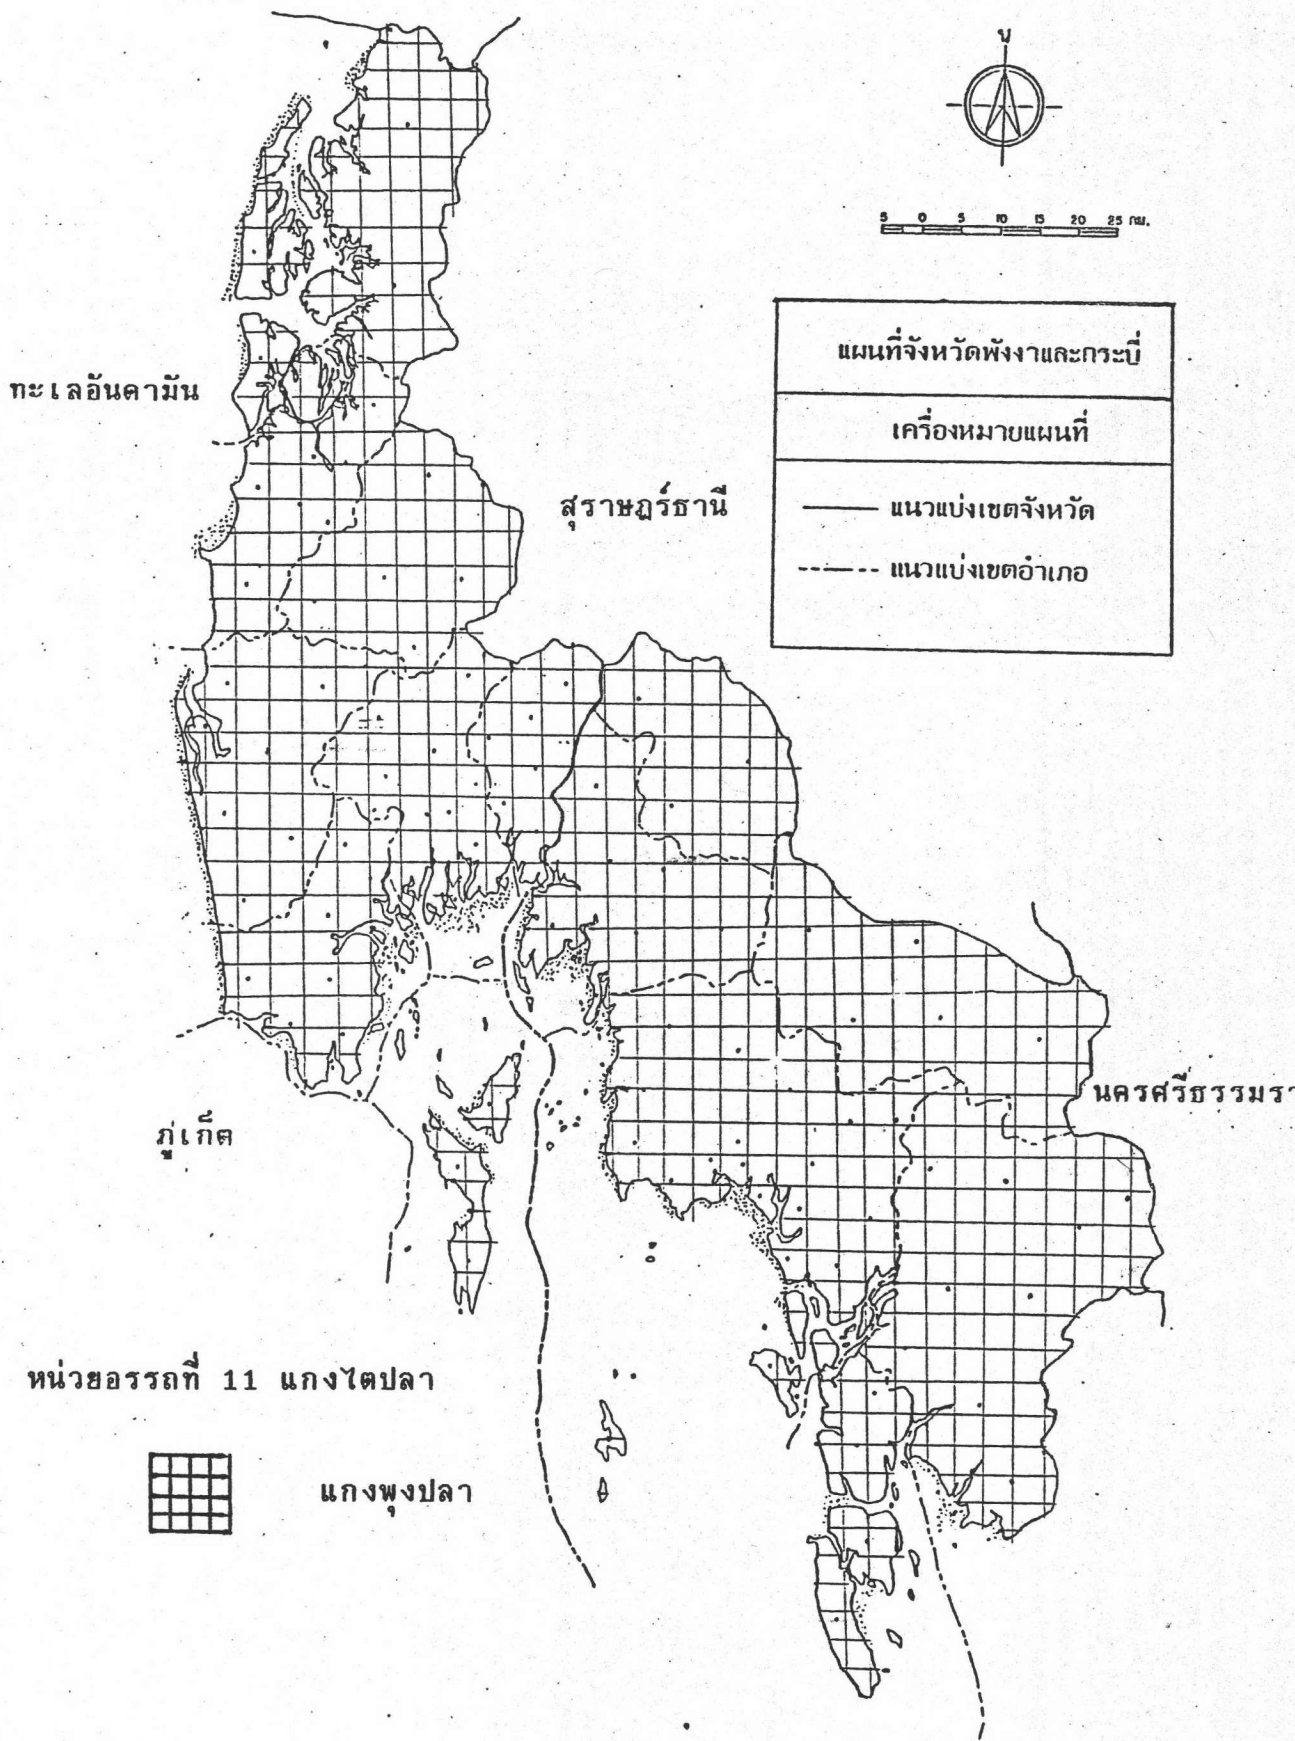 น
5 0 5 10 15 20 25 กม.
แผนที่จังหวัดพังงาและกระบี่
เครื่องหมายแผนที่
แนวแบ่งเขตจังหวัด
แนวแบ่งเขตอำเภอ
ทะเลอันดามัน
สุราษฎร์ธานี
นครศรีธรรมรา
ภูเก็ต
หน่วยอรรถที่ 11 แกงไตปลา
แกงพุงปลา